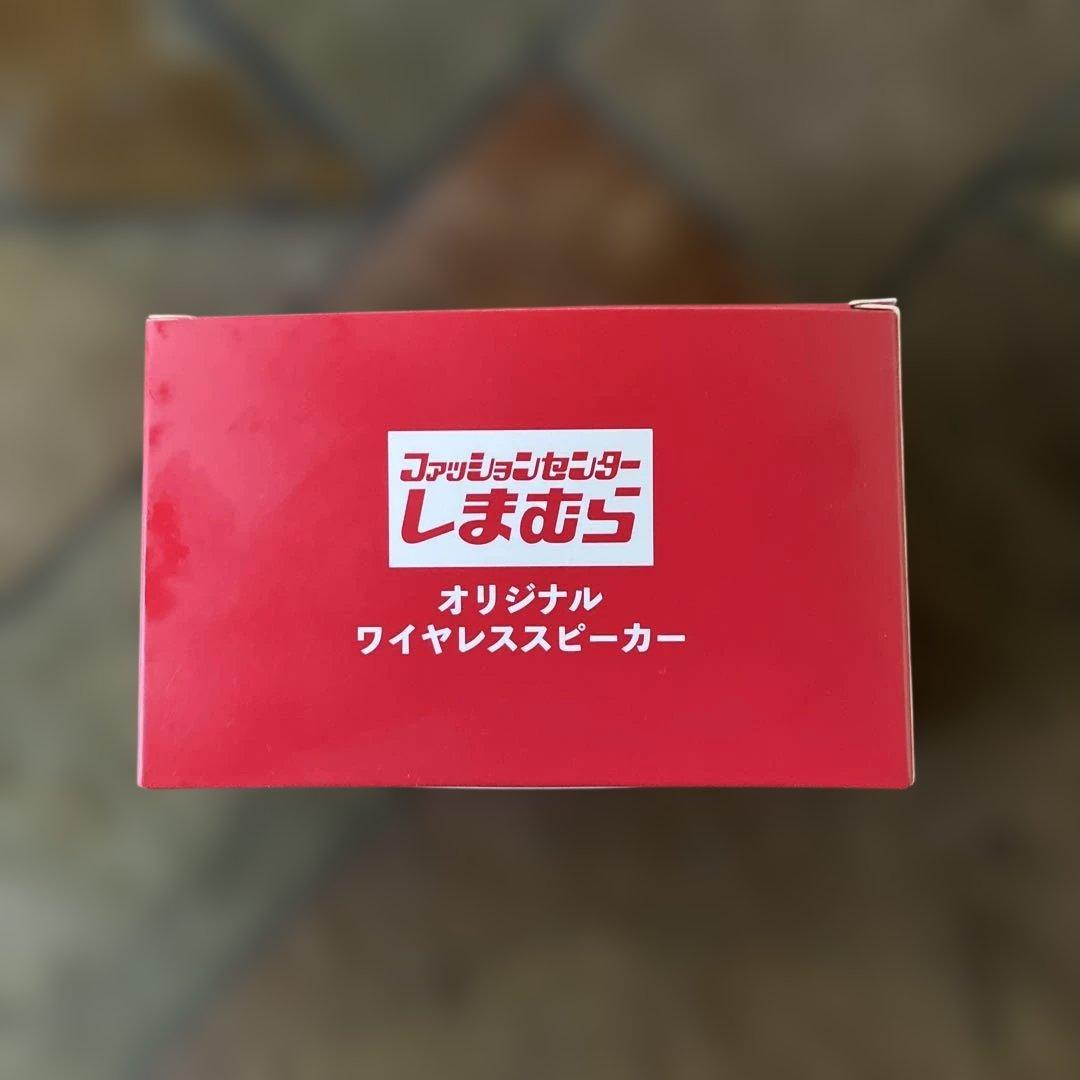 ファッションセンター
しまむら
オリジナル
ワイヤレススピーカー